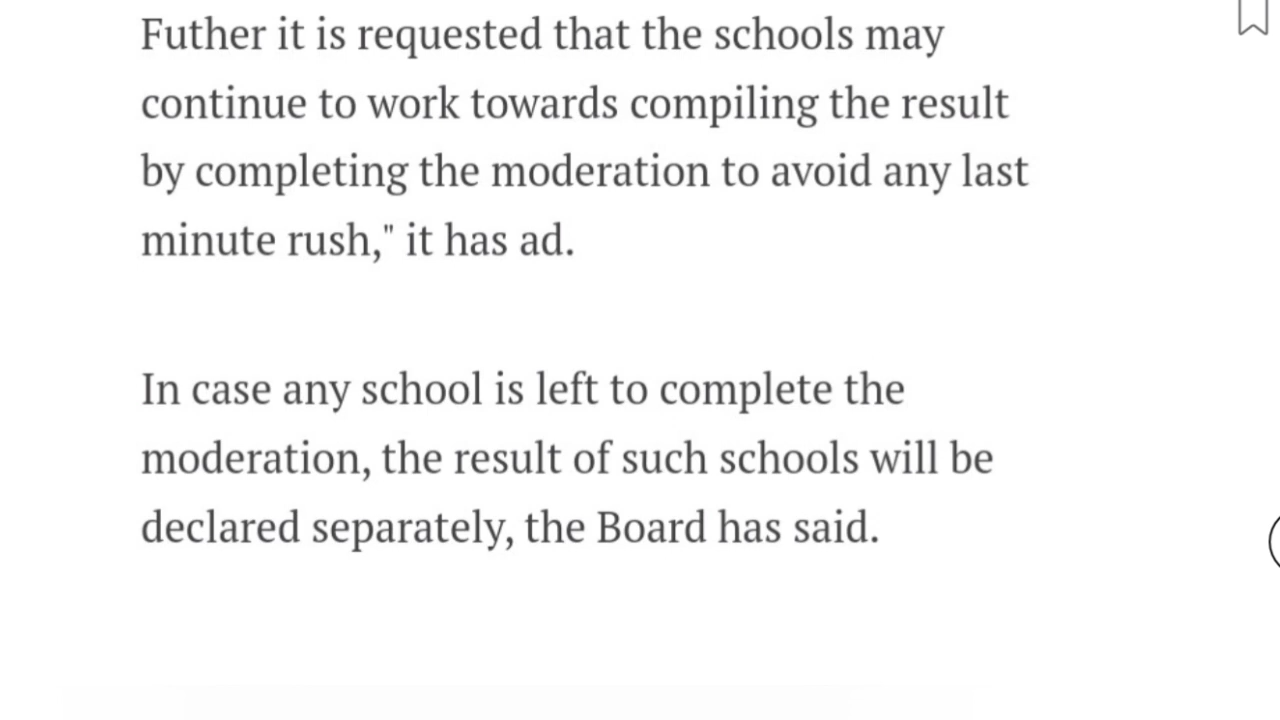 Futher it is requested that the schools may
continue to work towards compiling the result
by completing the moderation to avoid any last
minute rush," it has ad.
In case any school is left to complete the
moderation, the result of such schools will be
declared separately, the Board has said.